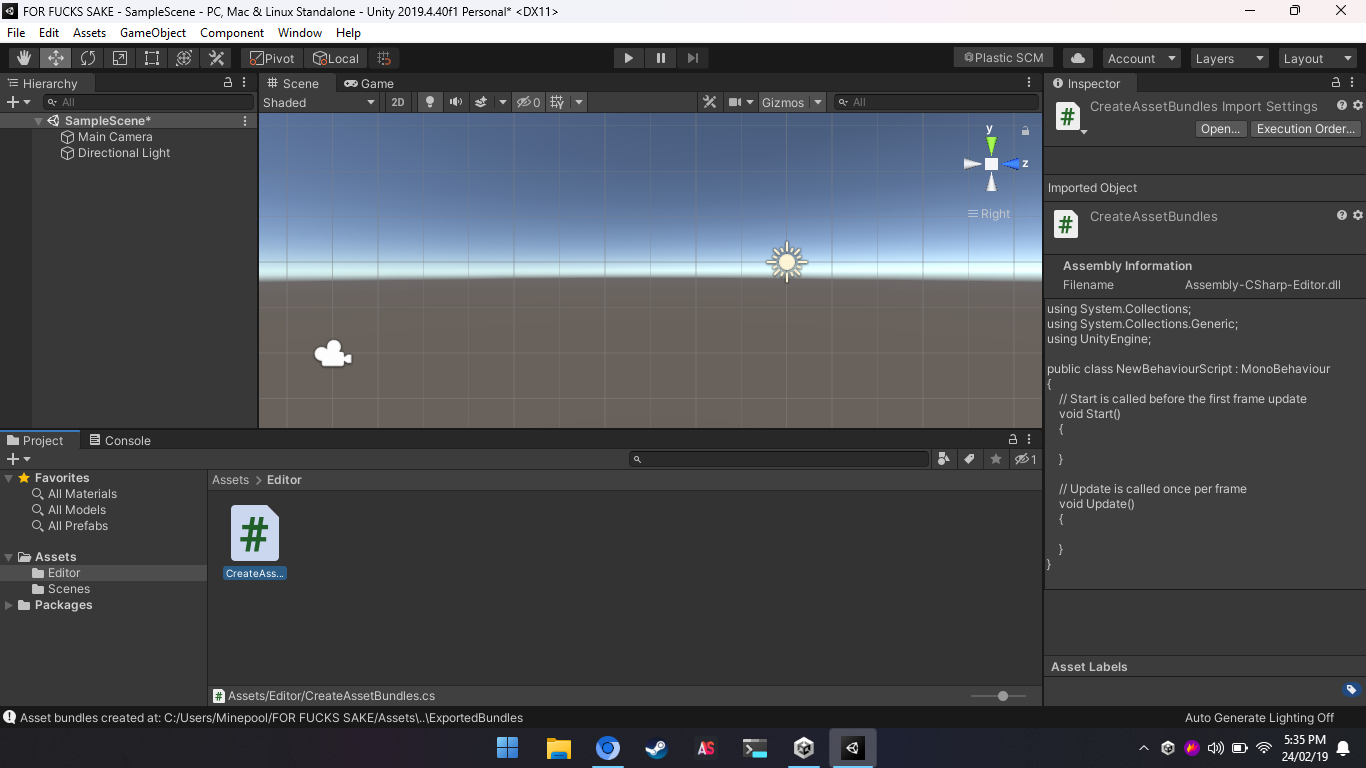 FOR FUCKS SAKE - SampleScene - PC, Mac & Linux Standalone - Unity 2019.4.40f1 Personal* <DX11>
File Edit Assets GameObject Component Window Help
Pivot Local Plastic SCM Account Layers Layout
Hierarchy
All
SampleScene*
Main Camera
Directional Light
Scene Game
Shaded 2D 0 Gizmos All
y
z
Right
Inspector
CreateAssetBundles Import Settings
Open... Execution Order...
Imported Object
CreateAssetBundles
Assembly Information
Filename Assembly-CSharp-Editor.dll
using System.Collections;
using System.Collections.Generic;
using UnityEngine;
public class NewBehaviourScript : MonoBehaviour
{
// Start is called before the first frame update
void Start()
{
}
// Update is called once per frame
void Update()
{
}
}
Asset Labels
Project Console
1
Favorites
All Materials
All Models
All Prefabs
Assets
Editor
Scenes
Packages
Assets > Editor
#
CreateAss...
Assets/Editor/CreateAssetBundles.cs
Asset bundles created at: C:/Users/Minepool/FOR FUCKS SAKE/Assets\..\ExportedBundles
Auto Generate Lighting Off
AS
5:35 PM
24/02/19